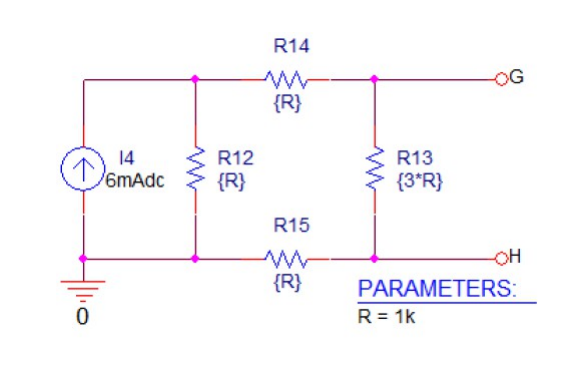 R14
G
{R}
I4
6mAdc
R12
{R}
R13
{3*R}
R15
H
{R}
0
PARAMETERS:
R = 1k